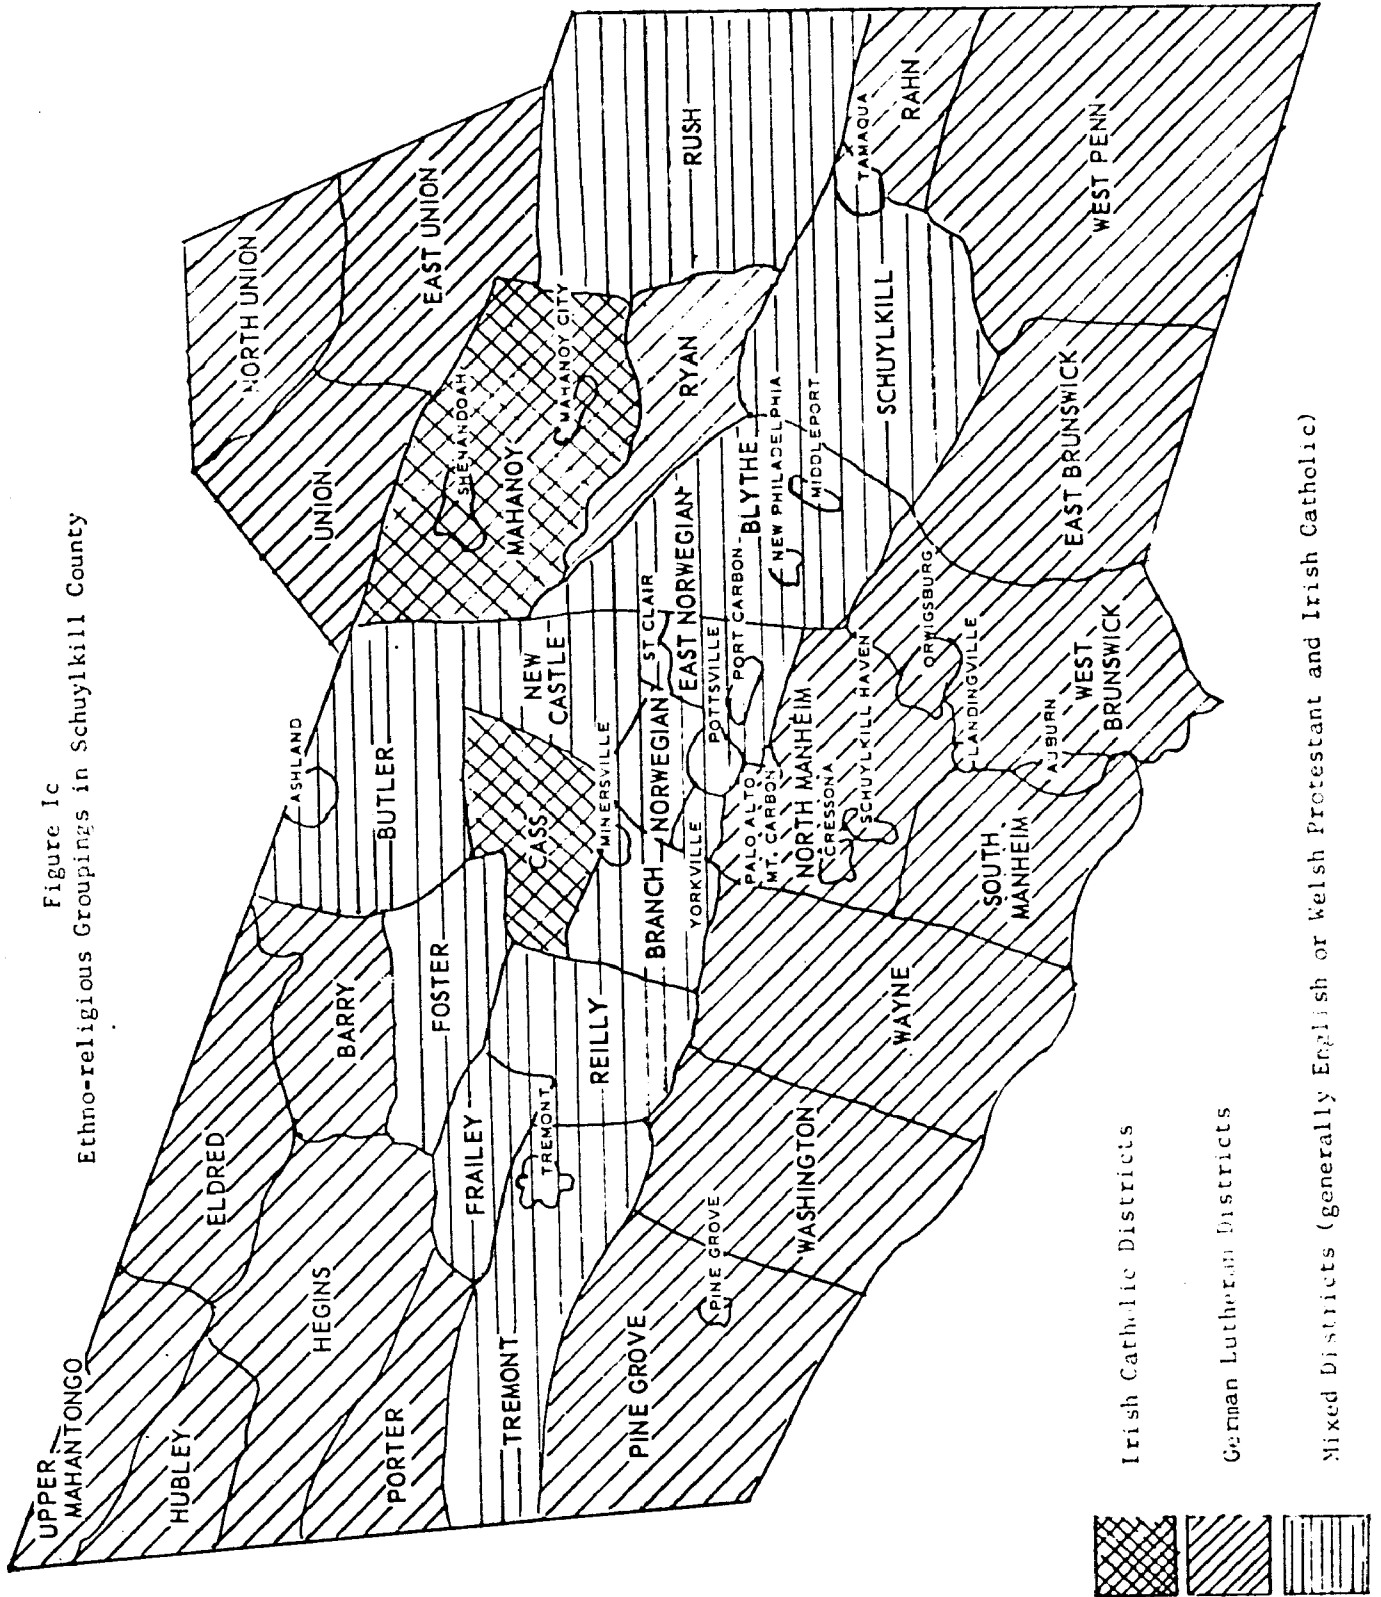 Figure Ic
Ethno-religious Groupings in Schuylkill County
UPPER
MAHANTONGO
HUBLEY
PORTER
HEGINS
ELDRED
BARRY
FOSTER
FRAILEY
TREMONT
TREMONT
REILLY
PINE GROVE
PINE GROVE
WASHINGTON
WAYNE
ASHLAND
BUTLER
CASS
NEW
CASTLE
MINERSVILLE
BRANCH
NORWEGIAN
YORKVILLE
ST CLAIR
EAST NORWEGIAN
POTTSVILLE
PORT CARBON
PALO ALTO
MT. CARBON
NORTH MANHEIM
CRESSONA
SCHUYLKILL HAVEN
SOUTH
MANHEIM
ORWIGSBURG
LANDINGVILLE
AUBURN
WEST
BRUNSWICK
UNION
NORTH UNION
EAST UNION
SHENANDOAH
MAHANOY
MAHANOY CITY
RYAN
RUSH
BLYTHE
NEW PHILADELPHIA
MIDDLEPORT
SCHUYLKILL
TAMAQUA
RAHN
WEST PENN
EAST BRUNSWICK
Irish Catholic Districts
German Lutheran Districts
Mixed Districts (generally English or Welsh Protestant and Irish Catholic)